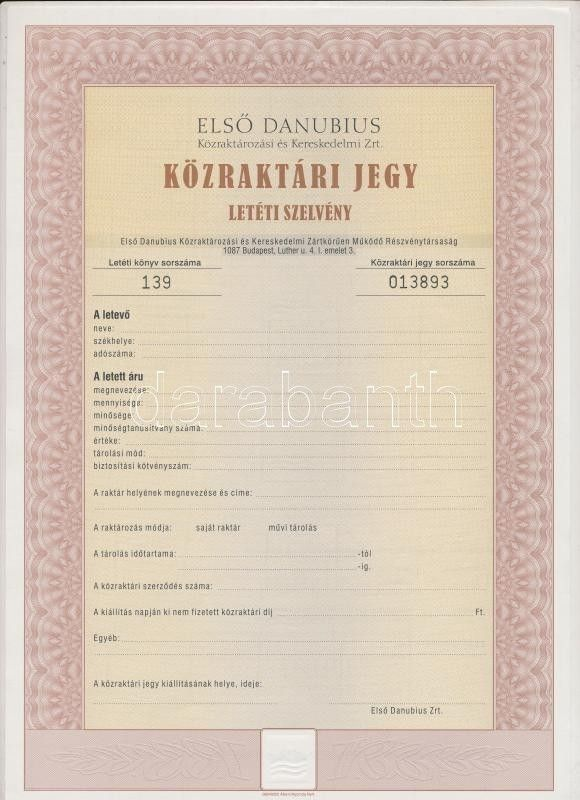 ELSŐ DANUBIUS
Közraktározási és Kereskedelmi Zrt.
KÖZRAKTÁRI JEGY
LETÉTI SZELVÉNY
Első Danubius Közraktározási és Kereskedelmi Zártkörűen Működő Részvénytársaság
1087 Budapest, Luther u. 4. I. emelet 3.
Letéti könyv sorszáma Közraktári jegy sorszáma
139 013893
A letevő
neve:
székhelye:
adószáma:
A letett áru
megnevezése:
mennyisége:
darabanth
minősége:
minőségtanúsítvány száma:
értéke:
tárolási mód:
biztosítási kötvényszám:
A raktár helyének megnevezése és címe:
A raktározás módja: saját raktár művi tárolás
A tárolás időtartama: -tól
-ig.
A közraktári szerződés száma:
A kiállítás napján ki nem fizetett közraktári díj Ft.
Egyéb:
A közraktári jegy kiállításának helye, ideje:
Első Danubius Zrt.